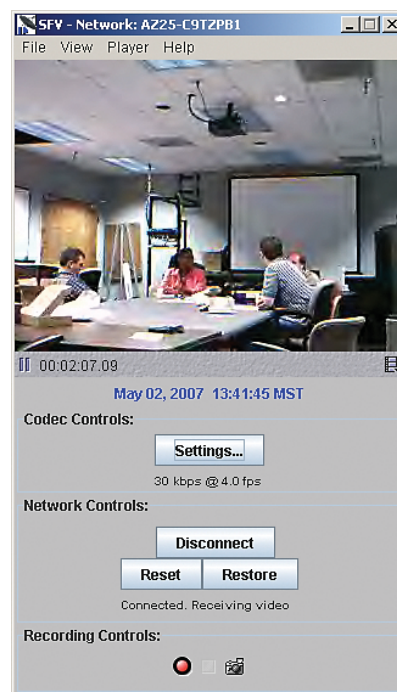 SFV - Network: AZ25-C9TZPB1
File View Player Help
00:02:07.09
May 02, 2007 13:41:45 MST
Codec Controls:
Settings...
30 kbps @ 4.0 fps
Network Controls:
Disconnect
Reset Restore
Connected. Receiving video
Recording Controls: